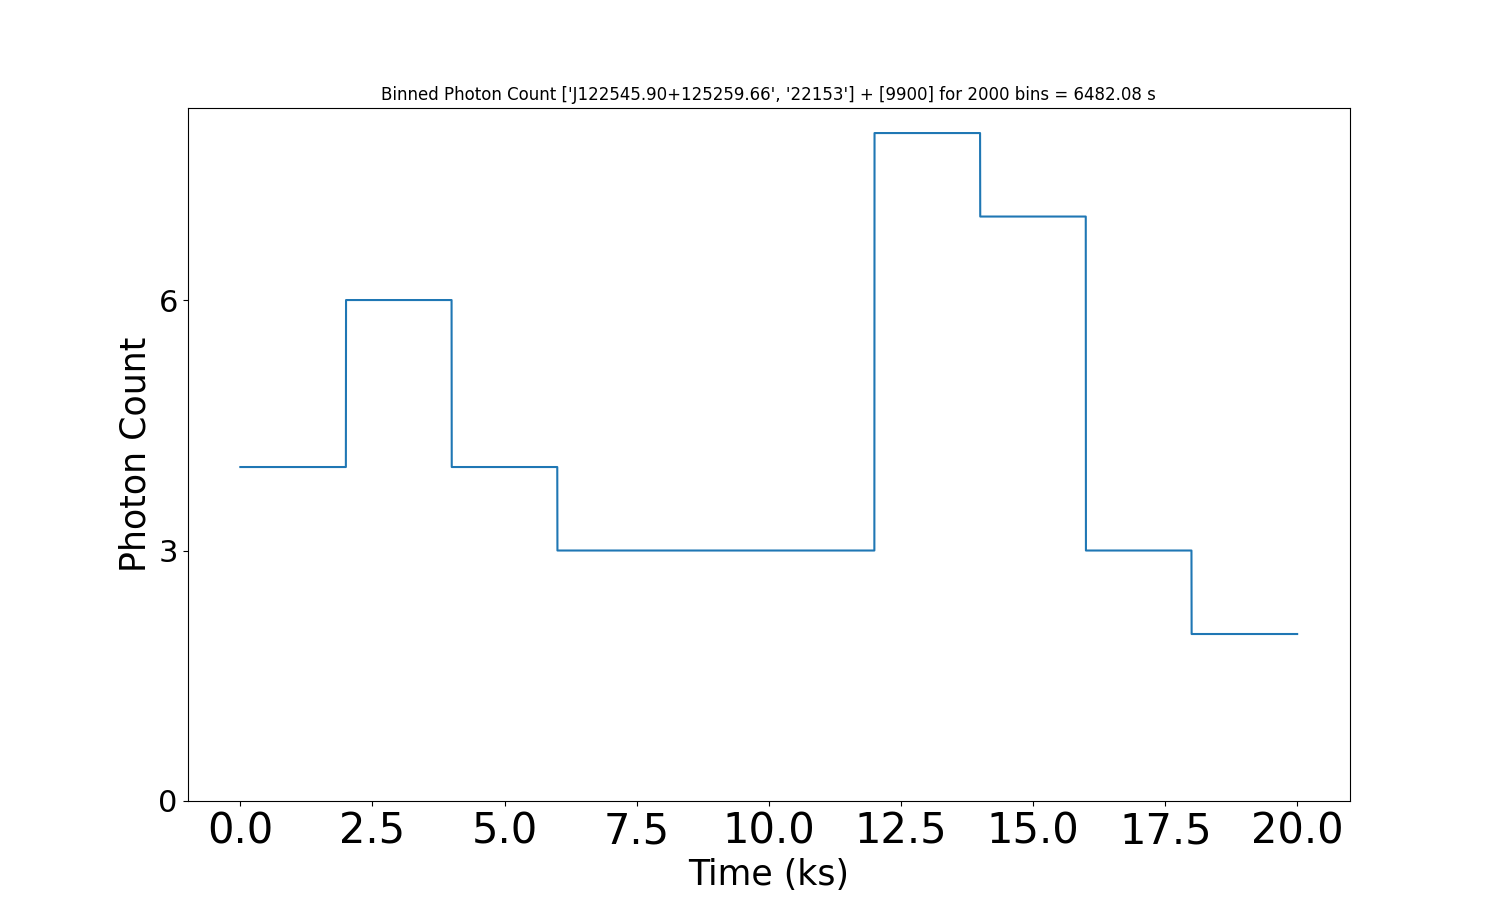 Binned Photon Count ['J122545.90+125259.66', '22153'] + [9900] for 2000 bins = 6482.08 s
Photon Count
6
3
0
0.0 2.5 5.0 7.5 10.0 12.5 15.0 17.5 20.0
Time (ks)